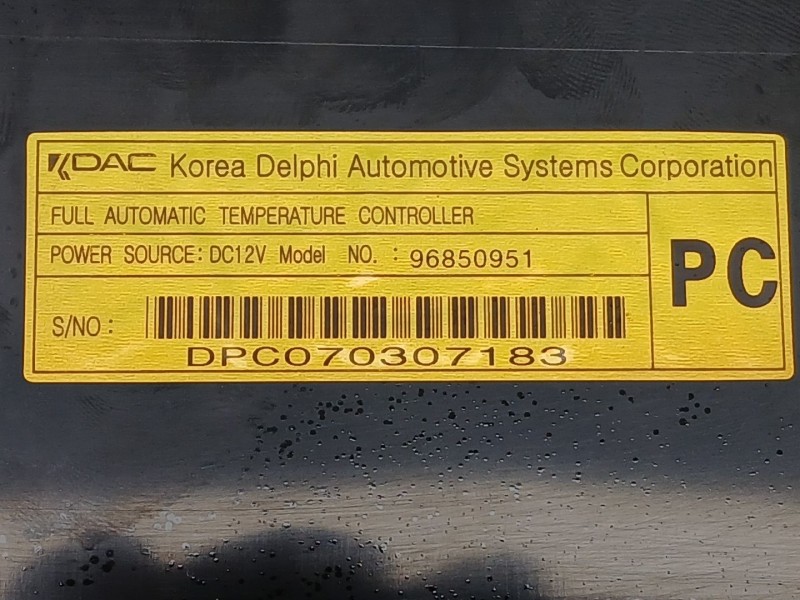 KDAC Korea Delphi Automotive Systems Corporation
FULL AUTOMATIC TEMPERATURE CONTROLLER
POWER SOURCE: DC12V Model NO. : 96850951
PC
S/NO :
DPC070307183